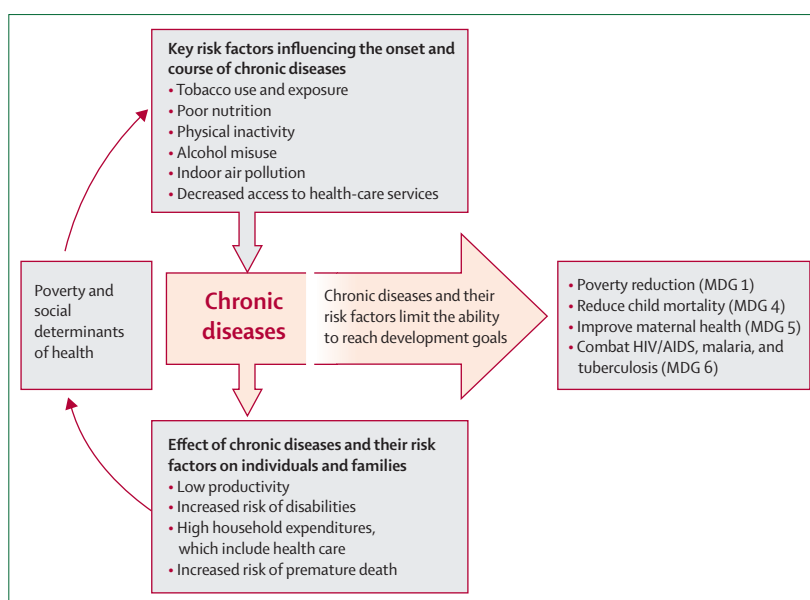 Key risk factors influencing the onset and
course of chronic diseases
• Tobacco use and exposure
• Poor nutrition
• Physical inactivity
• Alcohol misuse
• Indoor air pollution
• Decreased access to health-care services
Poverty and
social
determinants
of health
Chronic
diseases
Chronic diseases and their
risk factors limit the ability
to reach development goals
• Poverty reduction (MDG 1)
• Reduce child mortality (MDG 4)
• Improve maternal health (MDG 5)
• Combat HIV/AIDS, malaria, and
tuberculosis (MDG 6)
Effect of chronic diseases and their risk
factors on individuals and families
• Low productivity
• Increased risk of disabilities
• High household expenditures,
which include health care
• Increased risk of premature death